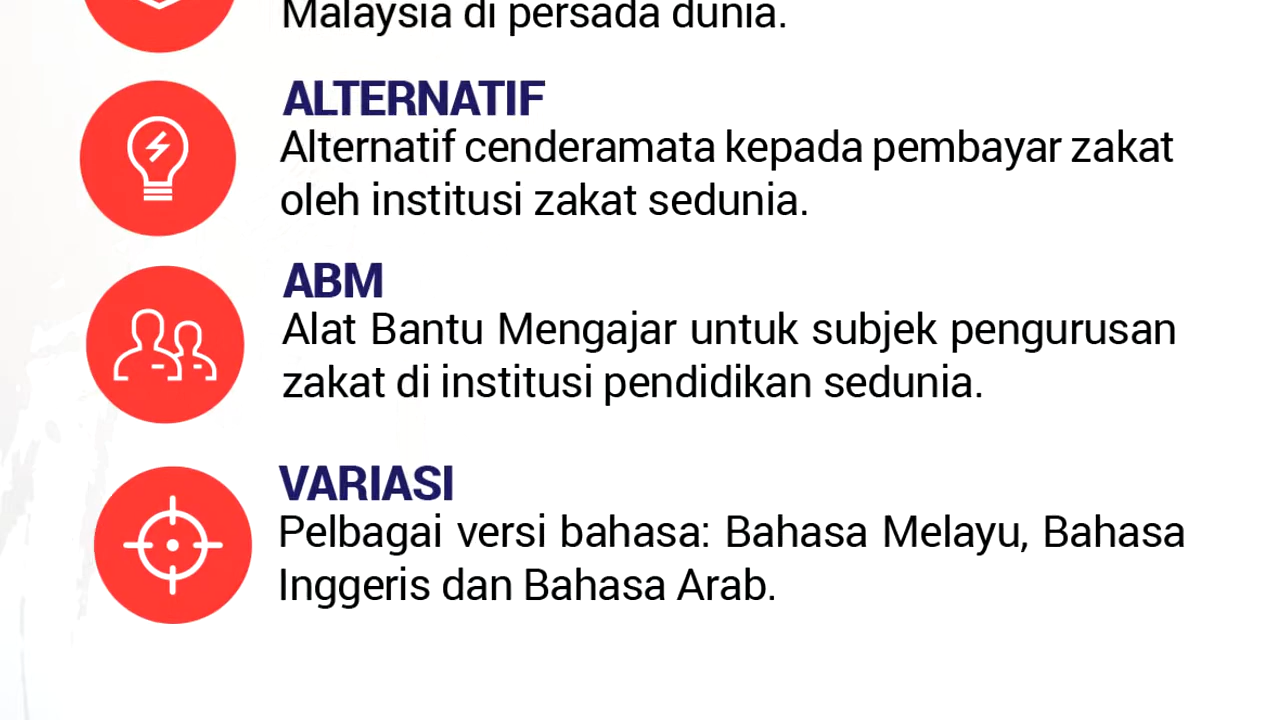 Malaysia di persada dunia.
ALTERNATIF
Alternatif cenderamata kepada pembayar zakat
oleh institusi zakat sedunia.
ABM
Alat Bantu Mengajar untuk subjek pengurusan
zakat di institusi pendidikan sedunia.
VARIASI
Pelbagai versi bahasa: Bahasa Melayu, Bahasa
Inggeris dan Bahasa Arab.